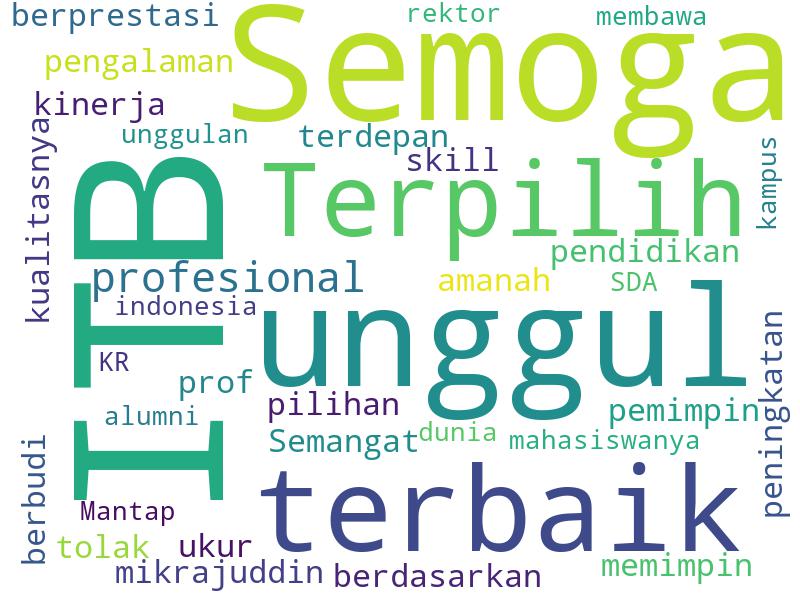 berprestasi
Semoga
rektor
membawa
pengalaman
kinerja
unggulan
terdepan
skill
kualitasnya
ITB
Terpilih
kampus
pendidikan
profesional
amanah
SDA
indonesia
unggul
KR
prof
pilihan
alumni
pemimpin
peningkatan
Semangat
dunia
mahasiswanya
berbudi
terbaik
Mantap
tolak
ukur
mikrajuddin
berdasarkan
memimpin